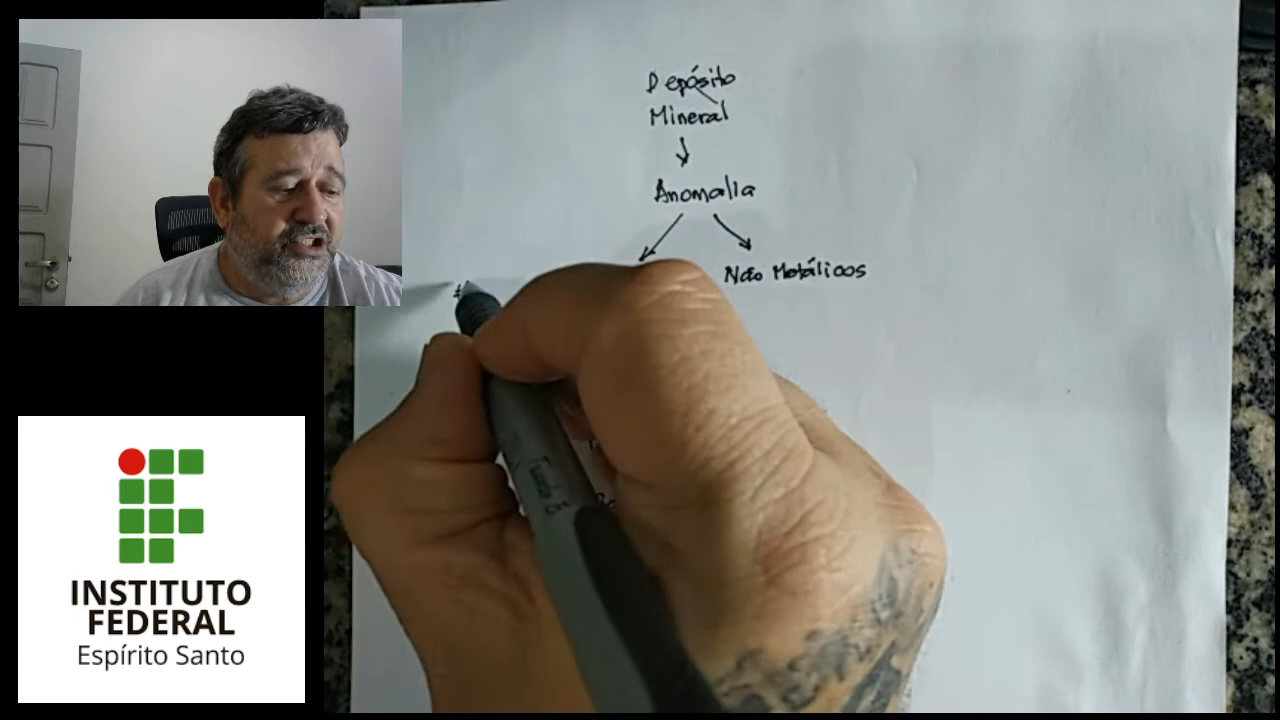 Depósito
Mineral
Anomalia
Não Metálicos
INSTITUTO
FEDERAL
Espírito Santo